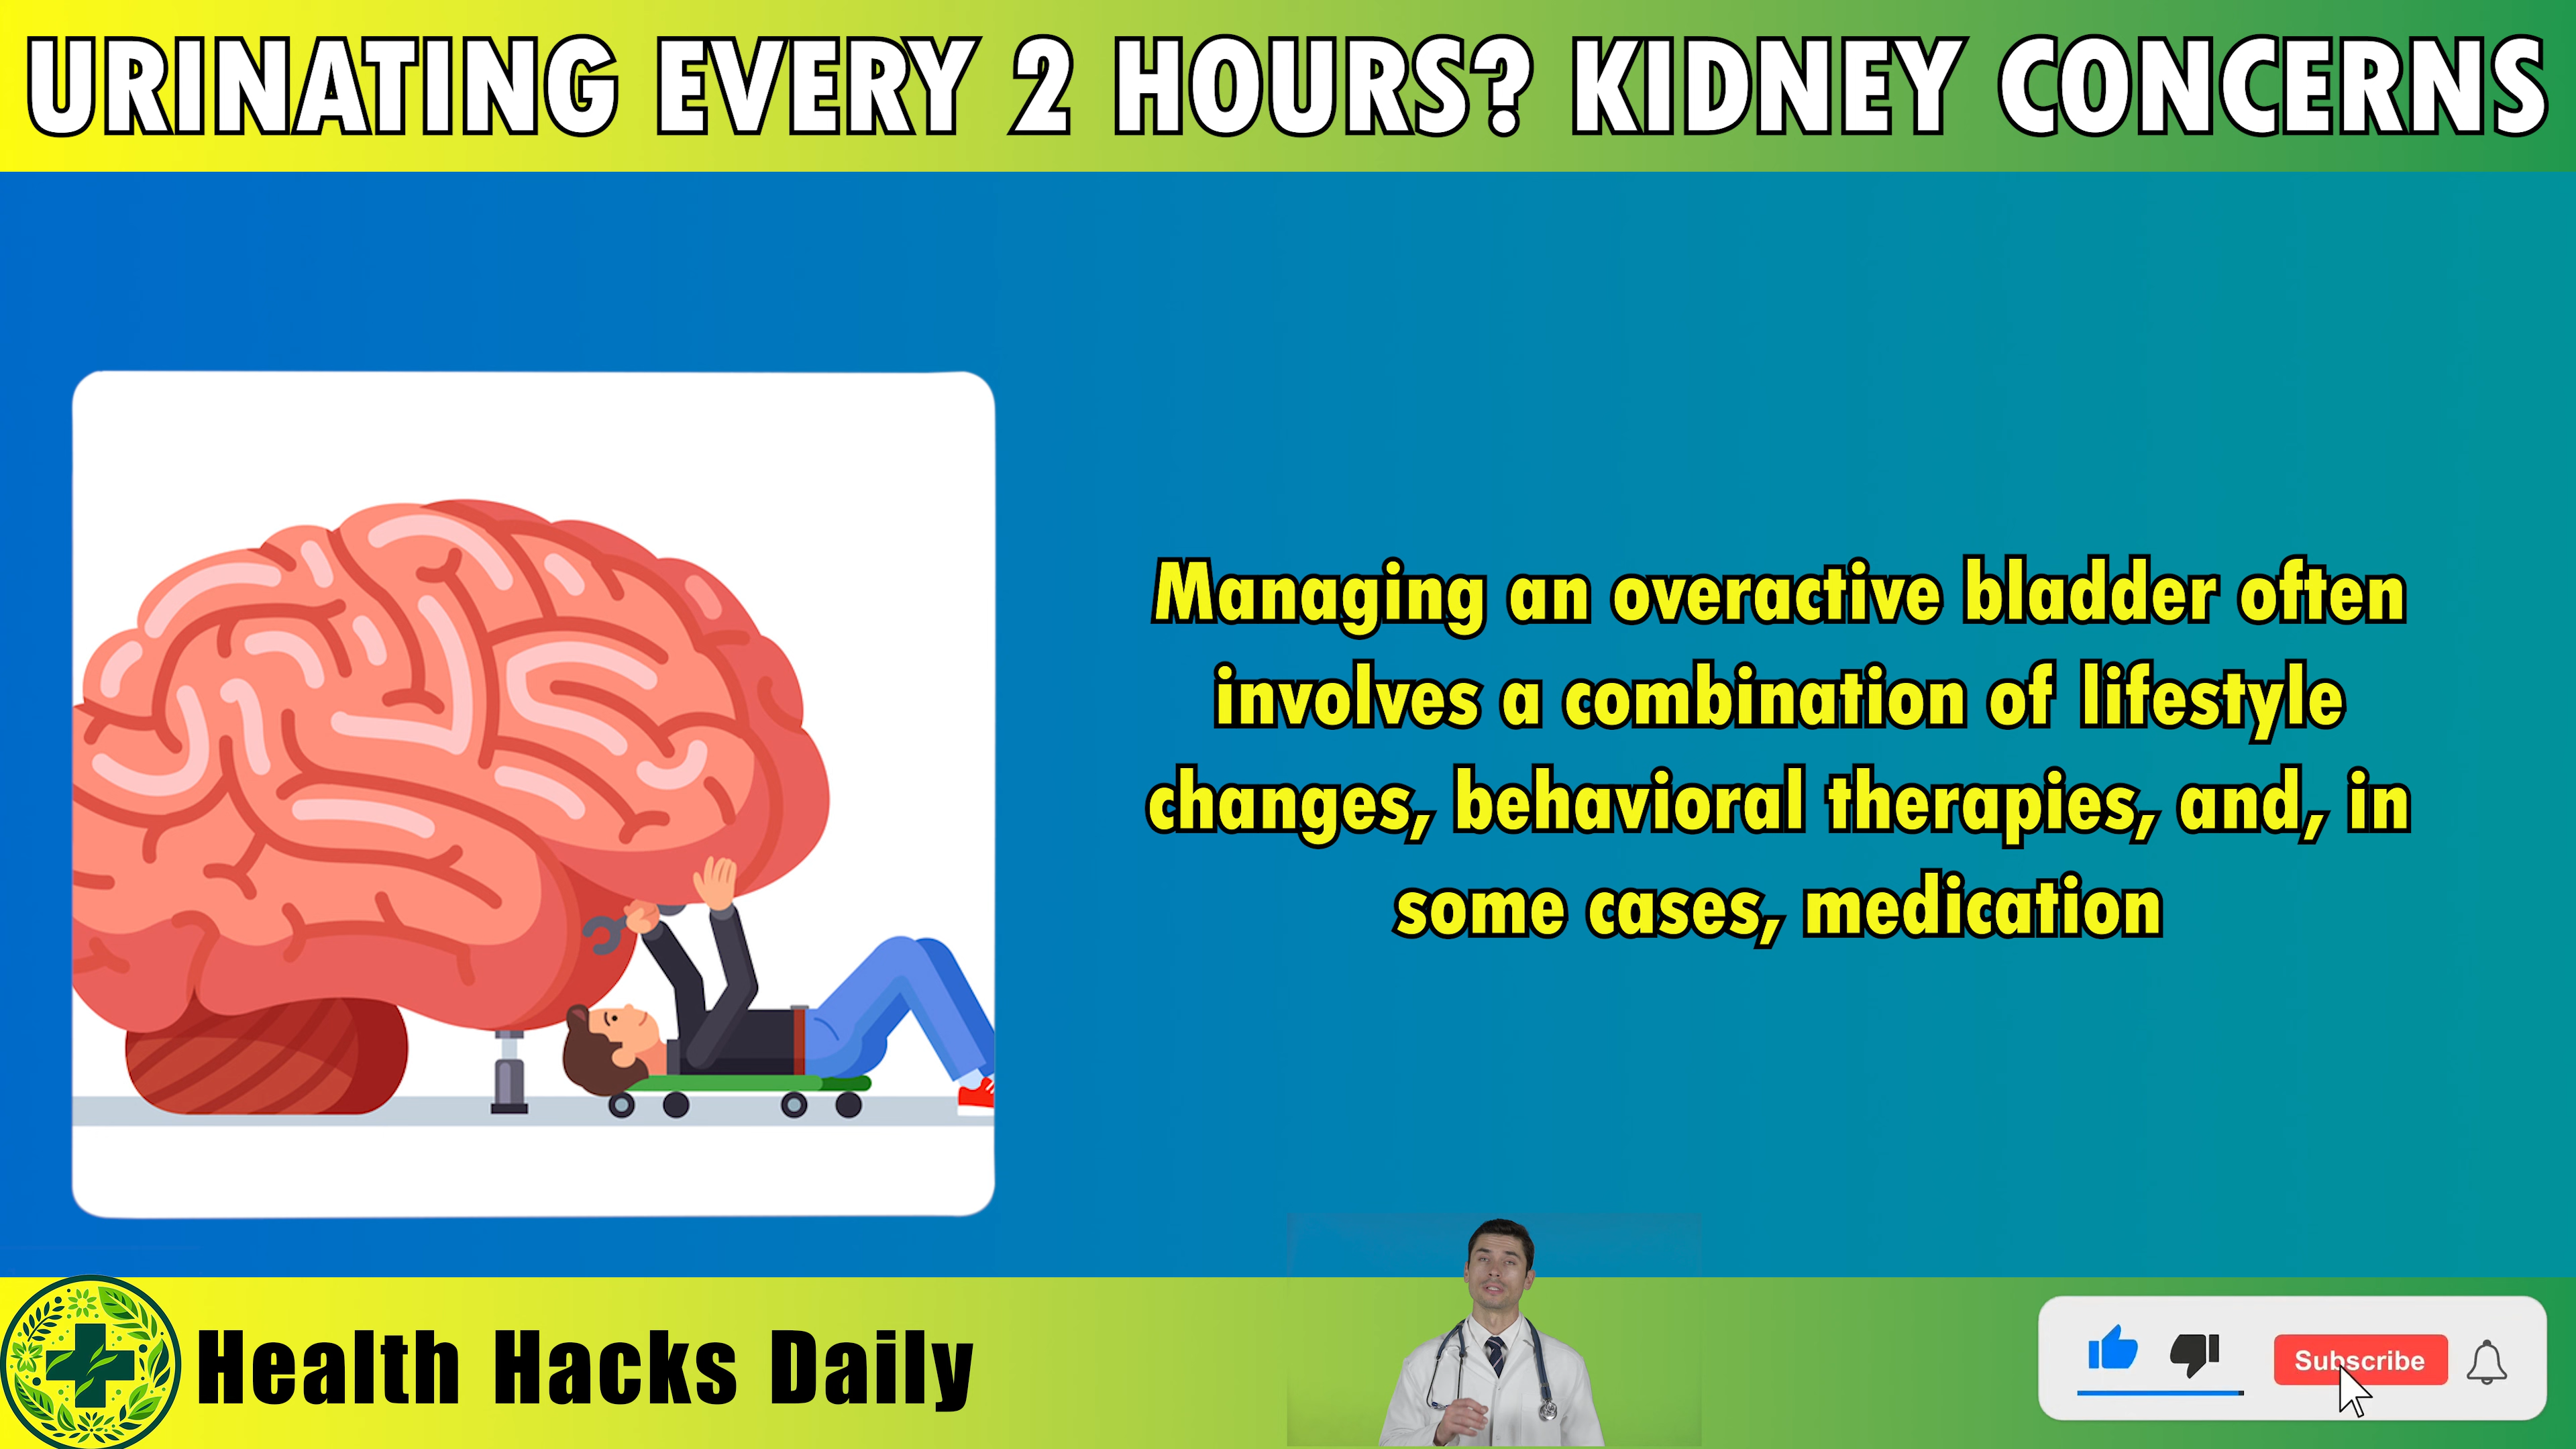 URINATING EVERY 2 HOURS? KIDNEY CONCERNS
Managing an overactive bladder often
involves a combination of lifestyle
changes, behavioral therapies, and, in
some cases, medication
Health Hacks Daily
Subscribe